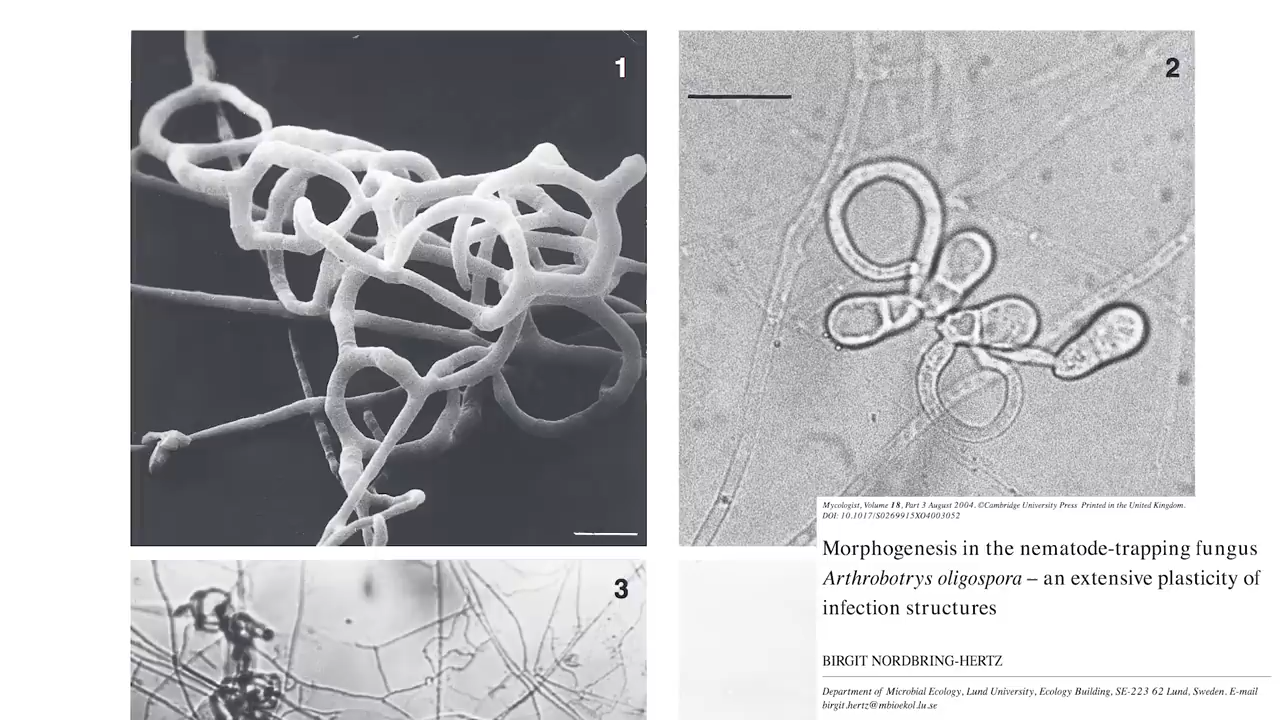 1
2
3
Mycologist, Volume 18, Part 3 August 2004. ©Cambridge University Press Printed in the United Kingdom.
DOI: 10.1017/S0269915XO4003052
Morphogenesis in the nematode-trapping fungus
Arthrobotrys oligospora – an extensive plasticity of
infection structures
BIRGIT NORDBRING-HERTZ
Department of Microbial Ecology, Lund University, Ecology Building, SE-223 62 Lund, Sweden. E-mail
birgit.hertz@mbioekol.lu.se